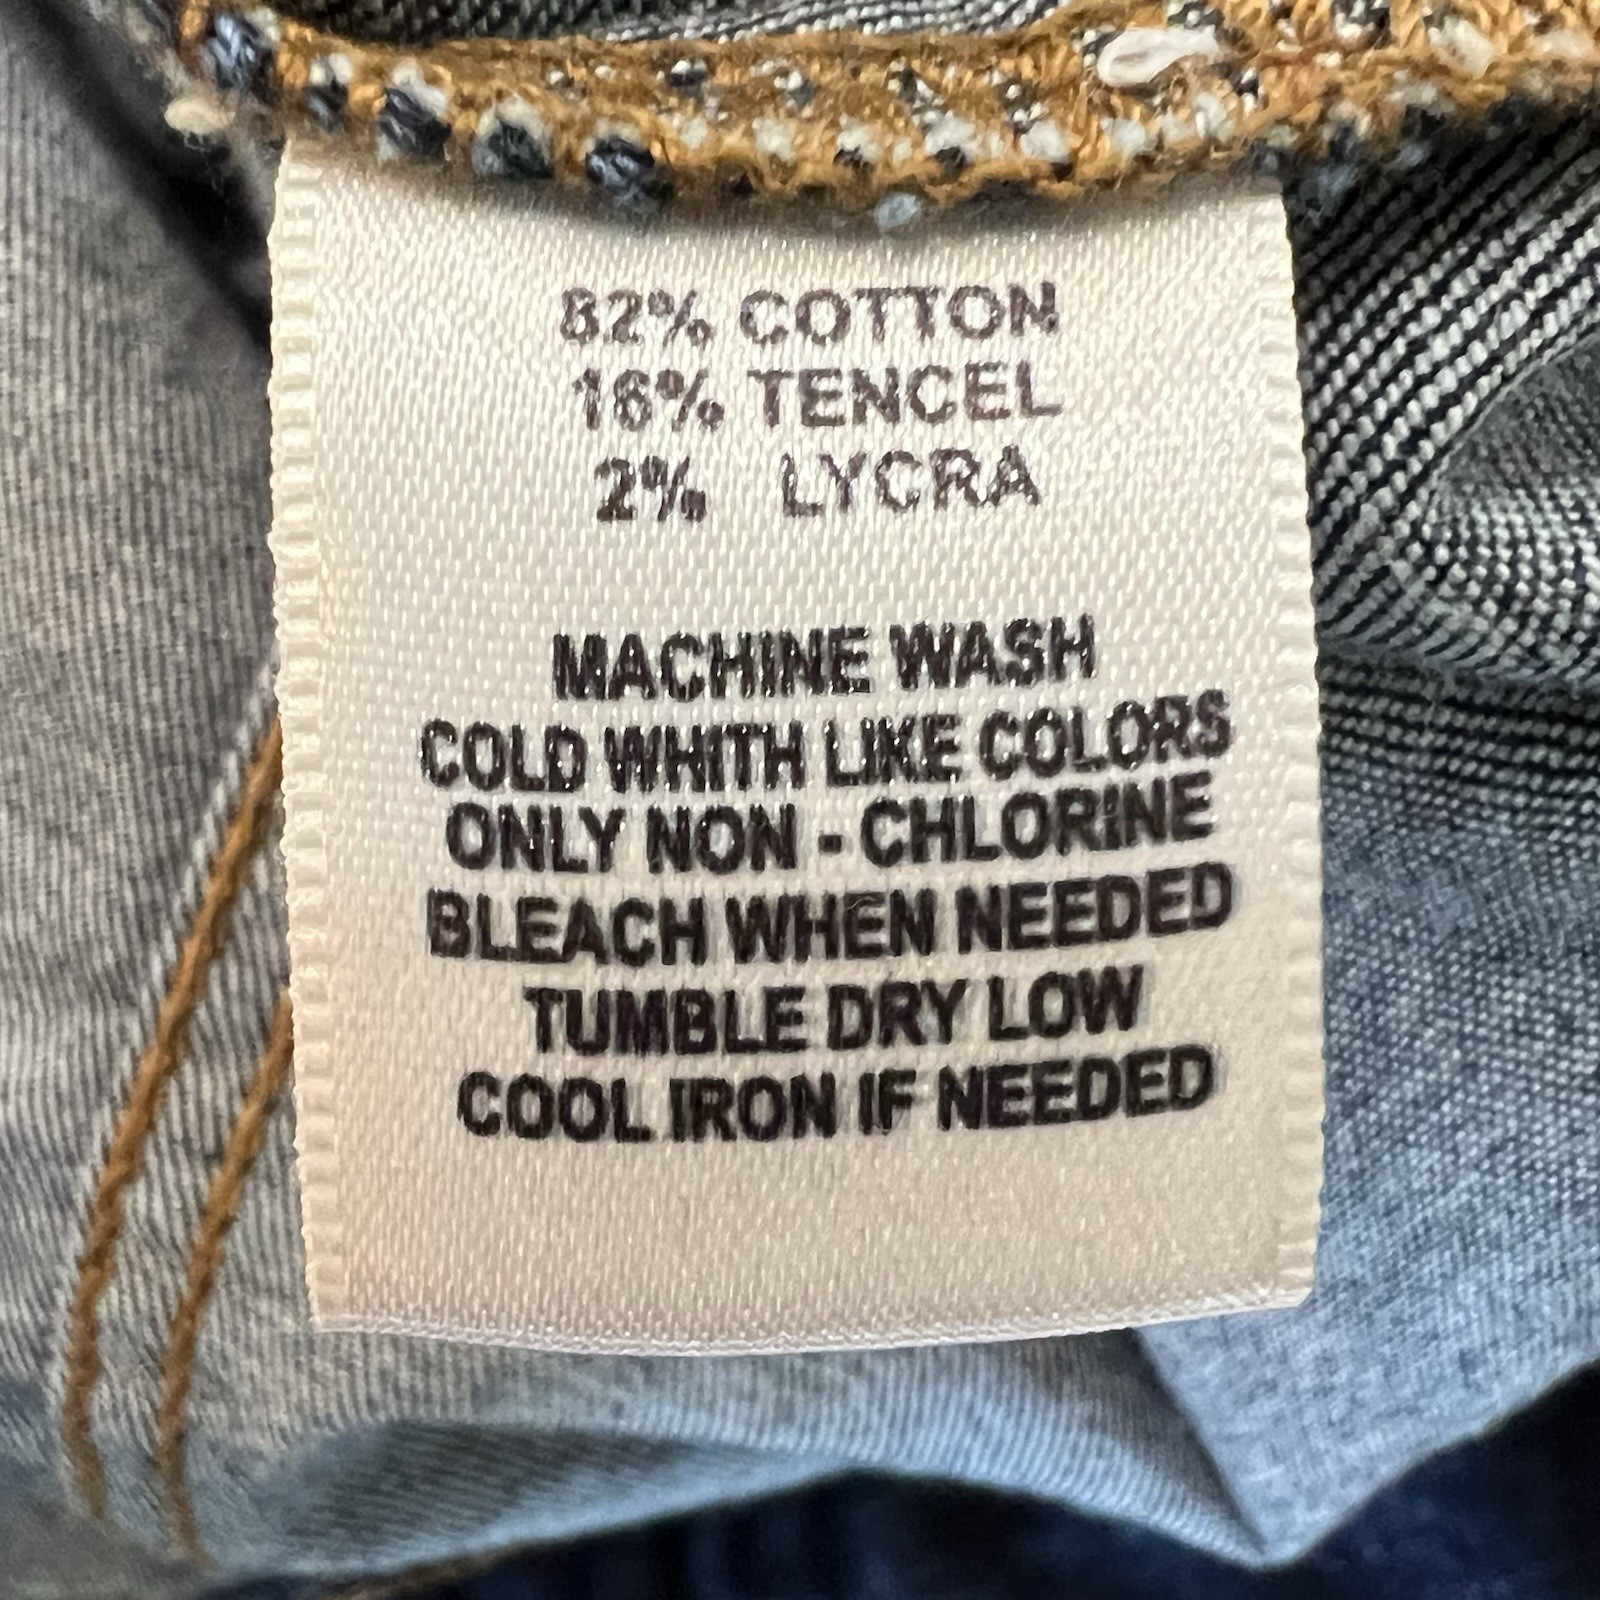 82% COTTON
16% TENCEL
2% LYCRA
MACHINE WASH
COLD WHITH LIKE COLORS
ONLY NON - CHLORINE
BLEACH WHEN NEEDED
TUMBLE DRY LOW
COOL IRON IF NEEDED